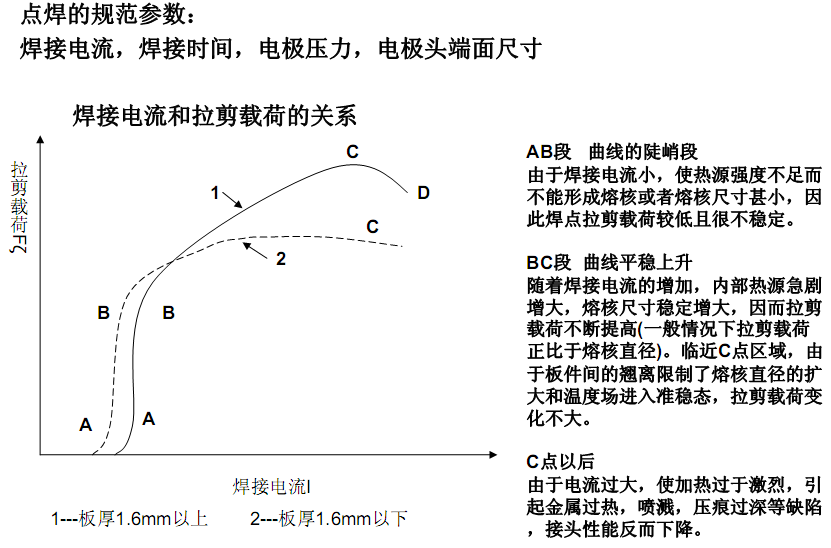 点焊的规范参数：
焊接电流，焊接时间，电极压力，电极头端面尺寸
焊接电流和拉剪载荷的关系
拉剪载荷Fζ
C
1
D
C
2
B
B
A
A
焊接电流I
1---板厚1.6mm以上
2---板厚1.6mm以下
AB段 曲线的陡峭段
由于焊接电流小，使热源强度不足而
不能形成熔核或者熔核尺寸甚小，因
此焊点拉剪载荷较低且很不稳定。
BC段 曲线平稳上升
随着焊接电流的增加，内部热源急剧
增大，熔核尺寸稳定增大，因而拉剪
载荷不断提高(一般情况下拉剪载荷
正比于熔核直径)。临近C点区域，由
于板件间的翘离限制了熔核直径的扩
大和温度场进入准稳态，拉剪载荷变
化不大。
C点以后
由于电流过大，使加热过于激烈，引
起金属过热，喷溅，压痕过深等缺陷
，接头性能反而下降。